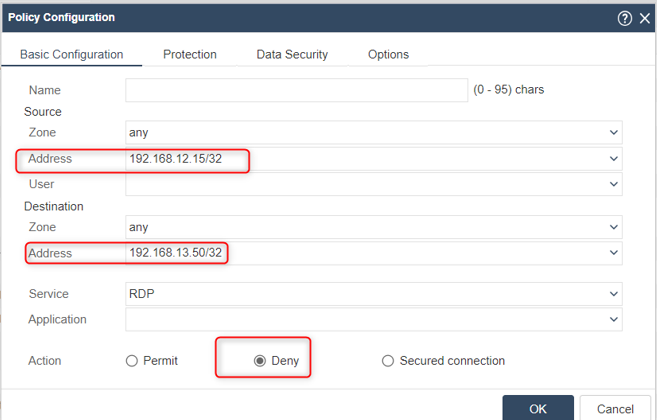 Policy Configuration
Basic Configuration Protection Data Security Options
Name (0 - 95) chars
Source
Zone any
Address 192.168.12.15/32
User
Destination
Zone any
Address 192.168.13.50/32
Service RDP
Application
Action Permit Deny Secured connection
OK Cancel